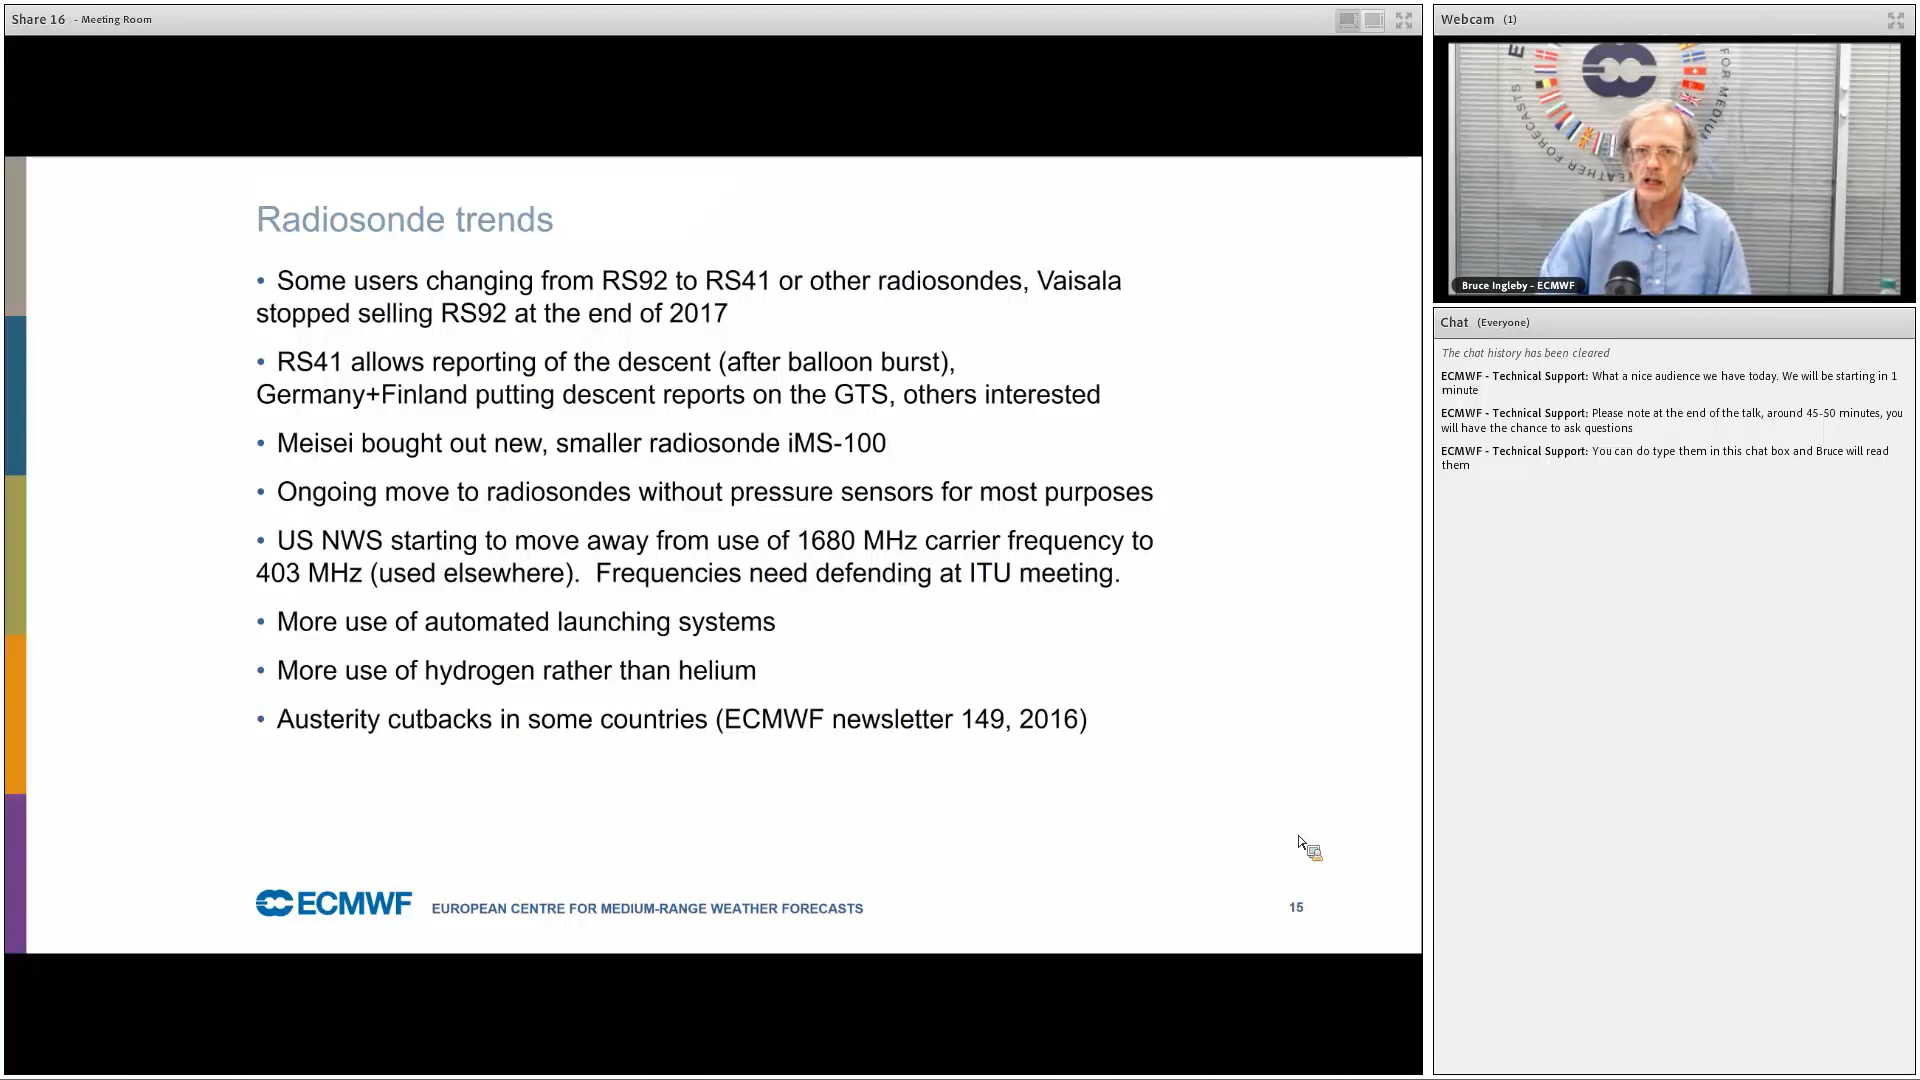 Share 16 - Meeting Room
Radiosonde trends
• Some users changing from RS92 to RS41 or other radiosondes, Vaisala
stopped selling RS92 at the end of 2017
• RS41 allows reporting of the descent (after balloon burst),
Germany+Finland putting descent reports on the GTS, others interested
• Meisei bought out new, smaller radiosonde iMS-100
• Ongoing move to radiosondes without pressure sensors for most purposes
• US NWS starting to move away from use of 1680 MHz carrier frequency to
403 MHz (used elsewhere). Frequencies need defending at ITU meeting.
• More use of automated launching systems
• More use of hydrogen rather than helium
• Austerity cutbacks in some countries (ECMWF newsletter 149, 2016)
ECMWF EUROPEAN CENTRE FOR MEDIUM-RANGE WEATHER FORECASTS 15
Webcam (1)
FOR MEDIUM
WEATHER FORECASTS
Bruce Ingleby - ECMWF
Chat (Everyone)
The chat history has been cleared
ECMWF - Technical Support: What a nice audience we have today. We will be starting in 1
minute
ECMWF - Technical Support: Please note at the end of the talk, around 45-50 minutes, you
will have the chance to ask questions
ECMWF - Technical Support: You can do type them in this chat box and Bruce will read
them